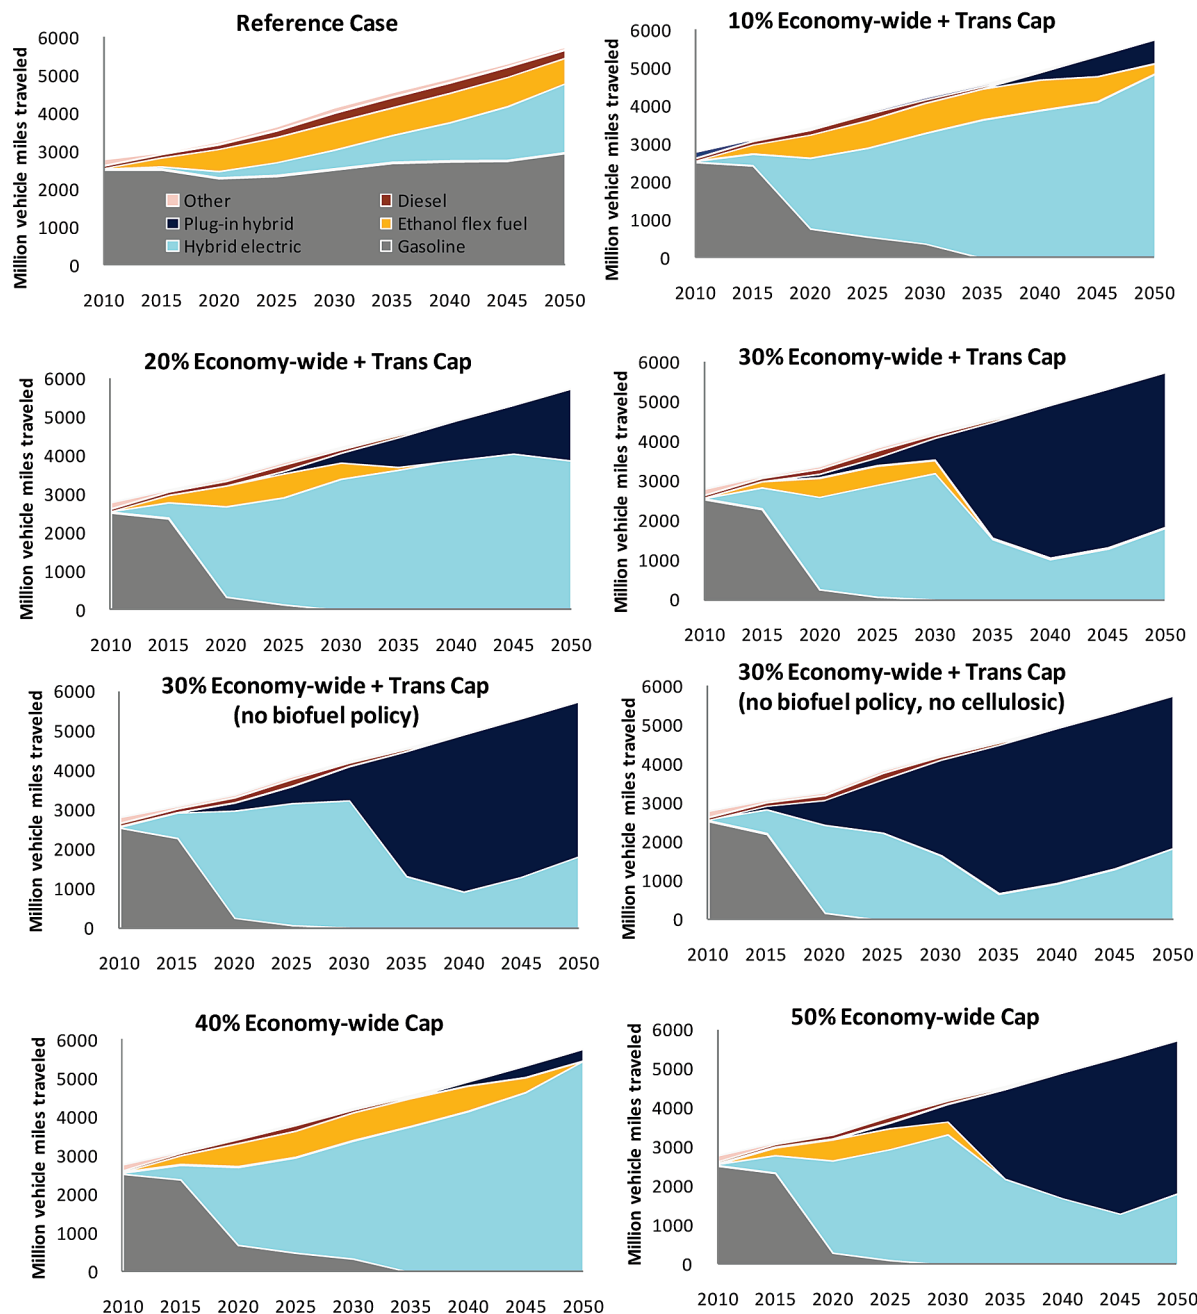 Reference Case
Million vehicle miles traveled
6000
5000
4000
3000
2000
1000
0
Other
Diesel
Plug-in hybrid
Ethanol flex fuel
Hybrid electric
Gasoline
2010 2015 2020 2025 2030 2035 2040 2045 2050
10% Economy-wide + Trans Cap
Million vehicle miles traveled
6000
5000
4000
3000
2000
1000
0
2010 2015 2020 2025 2030 2035 2040 2045 2050
20% Economy-wide + Trans Cap
Million vehicle miles traveled
6000
5000
4000
3000
2000
1000
0
2010 2015 2020 2025 2030 2035 2040 2045 2050
30% Economy-wide + Trans Cap
Million vehicle miles traveled
6000
5000
4000
3000
2000
1000
0
2010 2015 2020 2025 2030 2035 2040 2045 2050
30% Economy-wide + Trans Cap
(no biofuel policy)
Million vehicle miles traveled
6000
5000
4000
3000
2000
1000
0
2010 2015 2020 2025 2030 2035 2040 2045 2050
30% Economy-wide + Trans Cap
(no biofuel policy, no cellulosic)
Million vehicle miles traveled
6000
5000
4000
3000
2000
1000
0
2010 2015 2020 2025 2030 2035 2040 2045 2050
40% Economy-wide Cap
Million vehicle miles traveled
6000
5000
4000
3000
2000
1000
0
2010 2015 2020 2025 2030 2035 2040 2045 2050
50% Economy-wide Cap
Million vehicle miles traveled
6000
5000
4000
3000
2000
1000
0
2010 2015 2020 2025 2030 2035 2040 2045 2050